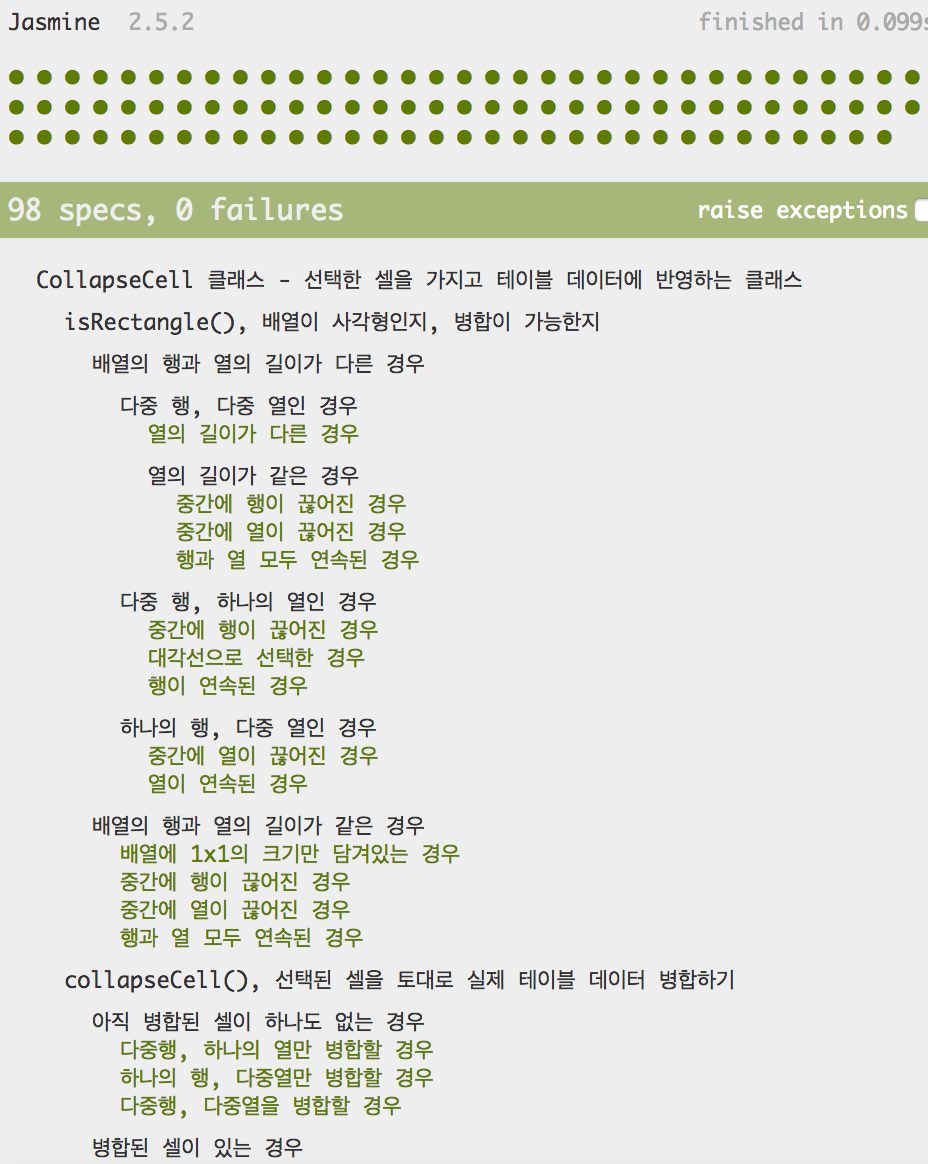 Jasmine 2.5.2 finished in 0.099s
98 specs, 0 failures raise exceptions
CollapseCell 클래스 - 선택한 셀을 가지고 테이블 데이터에 반영하는 클래스
isRectangle(), 배열이 사각형인지, 병합이 가능한지
배열의 행과 열의 길이가 다른 경우
다중 행, 다중 열인 경우
열의 길이가 다른 경우
열의 길이가 같은 경우
중간에 행이 끊어진 경우
중간에 열이 끊어진 경우
행과 열 모두 연속된 경우
다중 행, 하나의 열인 경우
중간에 행이 끊어진 경우
대각선으로 선택한 경우
행이 연속된 경우
하나의 행, 다중 열인 경우
중간에 열이 끊어진 경우
열이 연속된 경우
배열의 행과 열의 길이가 같은 경우
배열에 1x1의 크기만 담겨있는 경우
중간에 행이 끊어진 경우
중간에 열이 끊어진 경우
행과 열 모두 연속된 경우
collapseCell(), 선택된 셀을 토대로 실제 테이블 데이터 병합하기
아직 병합된 셀이 하나도 없는 경우
다중행, 하나의 열만 병합할 경우
하나의 행, 다중열만 병합할 경우
다중행, 다중열을 병합할 경우
병합된 셀이 있는 경우